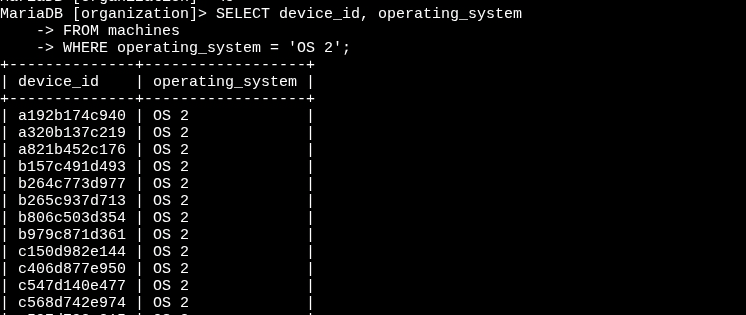 MariaDB [organization]> SELECT device_id, operating_system
    -> FROM machines
    -> WHERE operating_system = 'OS 2';
+--------------+------------------+
| device_id    | operating_system |
+--------------+------------------+
| a192b174c940 | OS 2             |
| a320b137c219 | OS 2             |
| a821b452c176 | OS 2             |
| b157c491d493 | OS 2             |
| b264c773d977 | OS 2             |
| b265c937d713 | OS 2             |
| b806c503d354 | OS 2             |
| b979c871d361 | OS 2             |
| c150d982e144 | OS 2             |
| c406d877e950 | OS 2             |
| c547d140e477 | OS 2             |
| c568d742e974 | OS 2             |